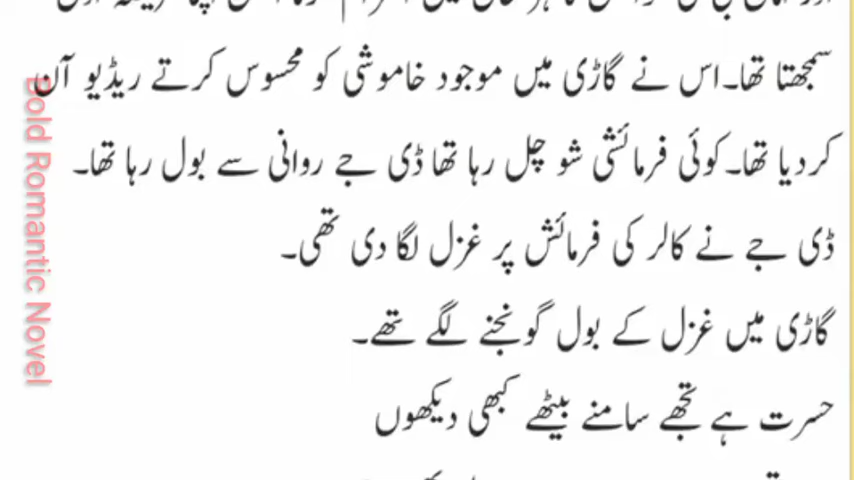 سمجھتا تھا۔اس نے گاڑی میں موجود خاموشی کو محسوس کرتے ریڈیو آن
کردیا تھا۔کوئی فرمائشی شو چل رہا تھا ڈی جے روانی سے بول رہا تھا۔
ڈی جے نے کالر کی فرمائش پر غزل لگا دی تھی۔
گاڑی میں غزل کے بول گونجنے لگے تھے۔
حسرت ہے تجھے سامنے بیٹھے کبھی دیکھوں
Bold Romantic Novel